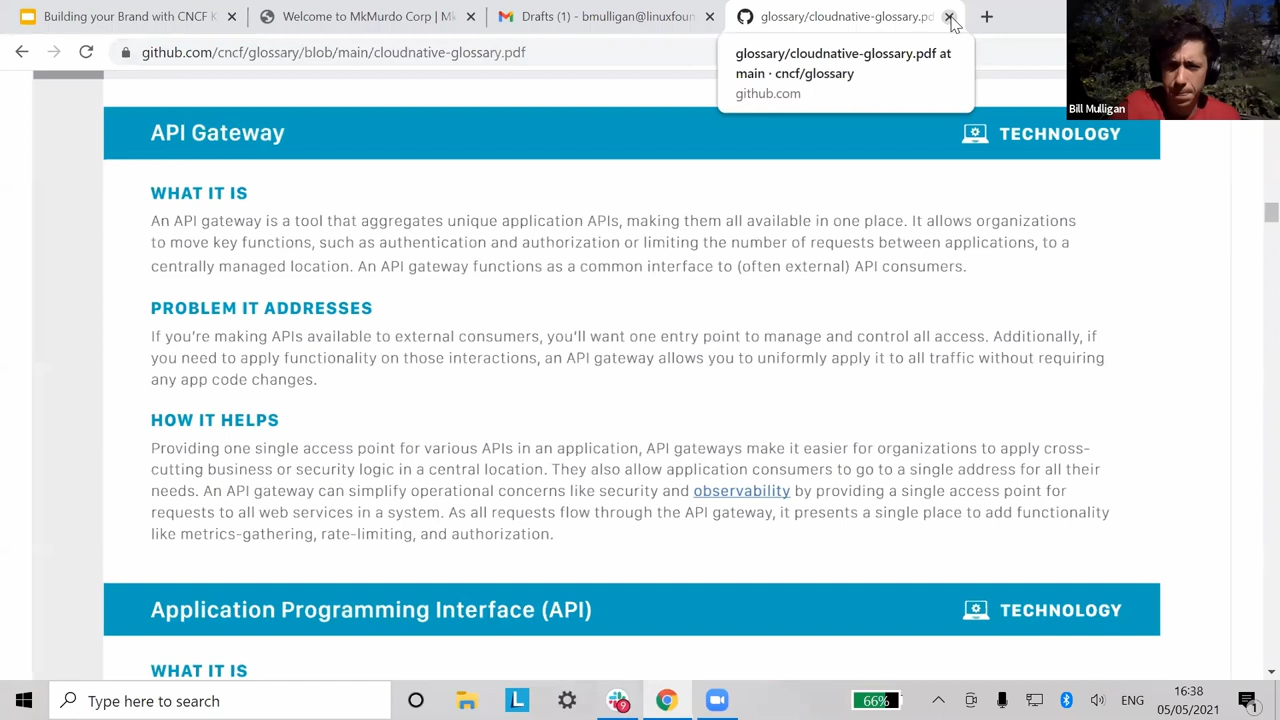 Building your Brand with CNCF K
Welcome to MkMurdo Corp | Mk
Drafts (1) - bmulligan@linuxfoun
glossary/cloudnative-glossary.pd
github.com/cncf/glossary/blob/main/cloudnative-glossary.pdf
glossary/cloudnative-glossary.pdf at
main · cncf/glossary
github.com
Bill Mulligan
API Gateway
TECHNOLOGY
WHAT IT IS
An API gateway is a tool that aggregates unique application APIs, making them all available in one place. It allows organizations
to move key functions, such as authentication and authorization or limiting the number of requests between applications, to a
centrally managed location. An API gateway functions as a common interface to (often external) API consumers.
PROBLEM IT ADDRESSES
If you're making APIs available to external consumers, you'll want one entry point to manage and control all access. Additionally, if
you need to apply functionality on those interactions, an API gateway allows you to uniformly apply it to all traffic without requiring
any app code changes.
HOW IT HELPS
Providing one single access point for various APIs in an application, API gateways make it easier for organizations to apply cross-
cutting business or security logic in a central location. They also allow application consumers to go to a single address for all their
needs. An API gateway can simplify operational concerns like security and observability by providing a single access point for
requests to all web services in a system. As all requests flow through the API gateway, it presents a single place to add functionality
like metrics-gathering, rate-limiting, and authorization.
Application Programming Interface (API)
TECHNOLOGY
WHAT IT IS
Type here to search
L
9
66%
ENG
16:38
05/05/2021
1